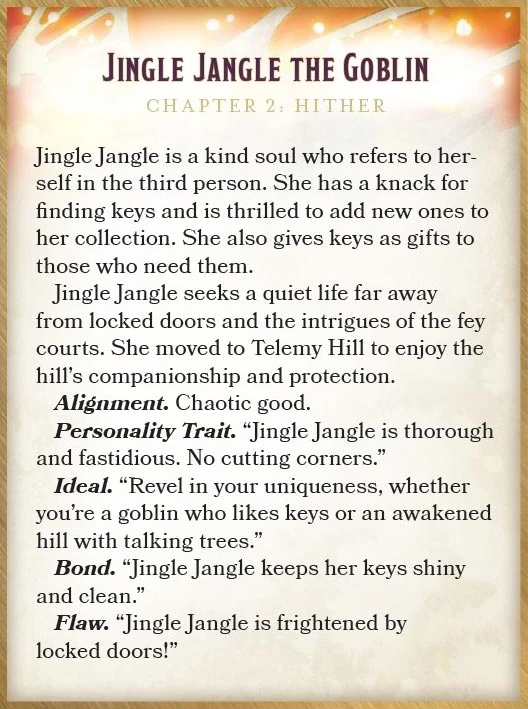 JINGLE JANGLE THE GOBLIN
CHAPTER 2: HITHER
Jingle Jangle is a kind soul who refers to her-
self in the third person. She has a knack for
finding keys and is thrilled to add new ones to
her collection. She also gives keys as gifts to
those who need them.
Jingle Jangle seeks a quiet life far away
from locked doors and the intrigues of the fey
courts. She moved to Telemy Hill to enjoy the
hill's companionship and protection.
Alignment. Chaotic good.
Personality Trait. “Jingle Jangle is thorough
and fastidious. No cutting corners.”
Ideal. “Revel in your uniqueness, whether
you're a goblin who likes keys or an awakened
hill with talking trees.”
Bond. “Jingle Jangle keeps her keys shiny
and clean.”
Flaw. “Jingle Jangle is frightened by
locked doors!”